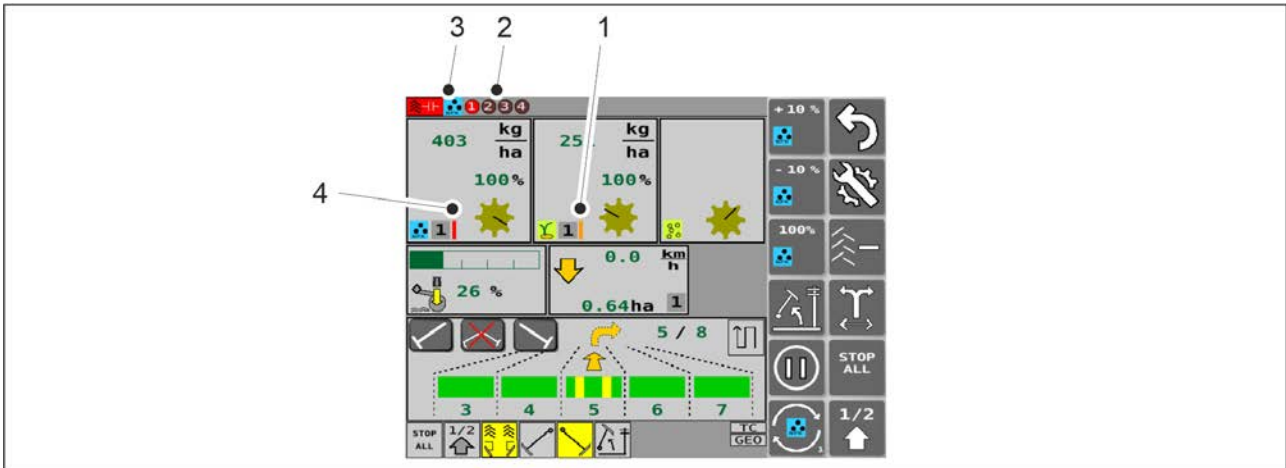 3 2 1
4
1 2 3 4
+10 %
403 kg/ha
kg/ha
100%
100%
- 10 %
1
1
100%
0.0 km/h
26 %
0.64ha 1
5 / 8
STOP ALL
3 4 5 6 7
1/2
STOP ALL
1/2
TC
GEO
3